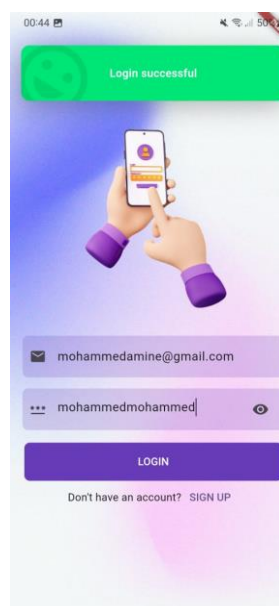 00:44
Login successful
mohammedamine@gmail.com
mohammedmohammed
LOGIN
Don't have an account? SIGN UP